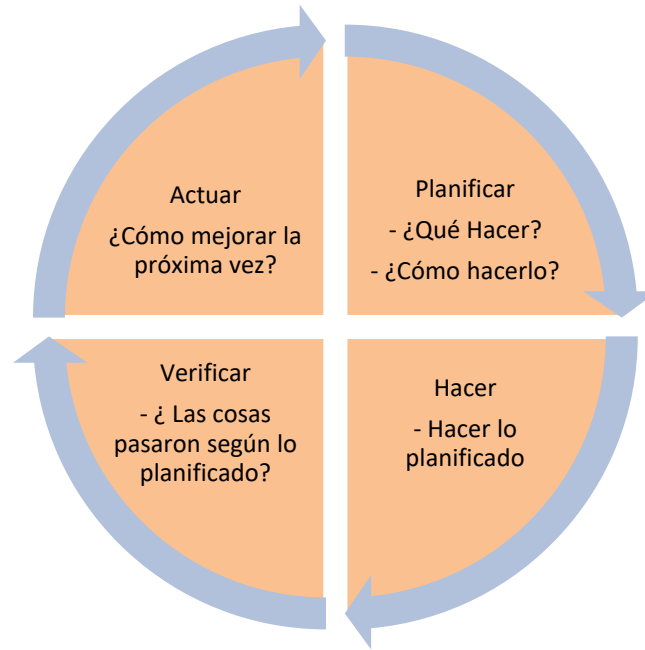 Actuar
¿Cómo mejorar la
próxima vez?
Planificar
- ¿Qué Hacer?
- ¿Cómo hacerlo?
Verificar
- ¿ Las cosas
pasaron según lo
planificado?
Hacer
- Hacer lo
planificado